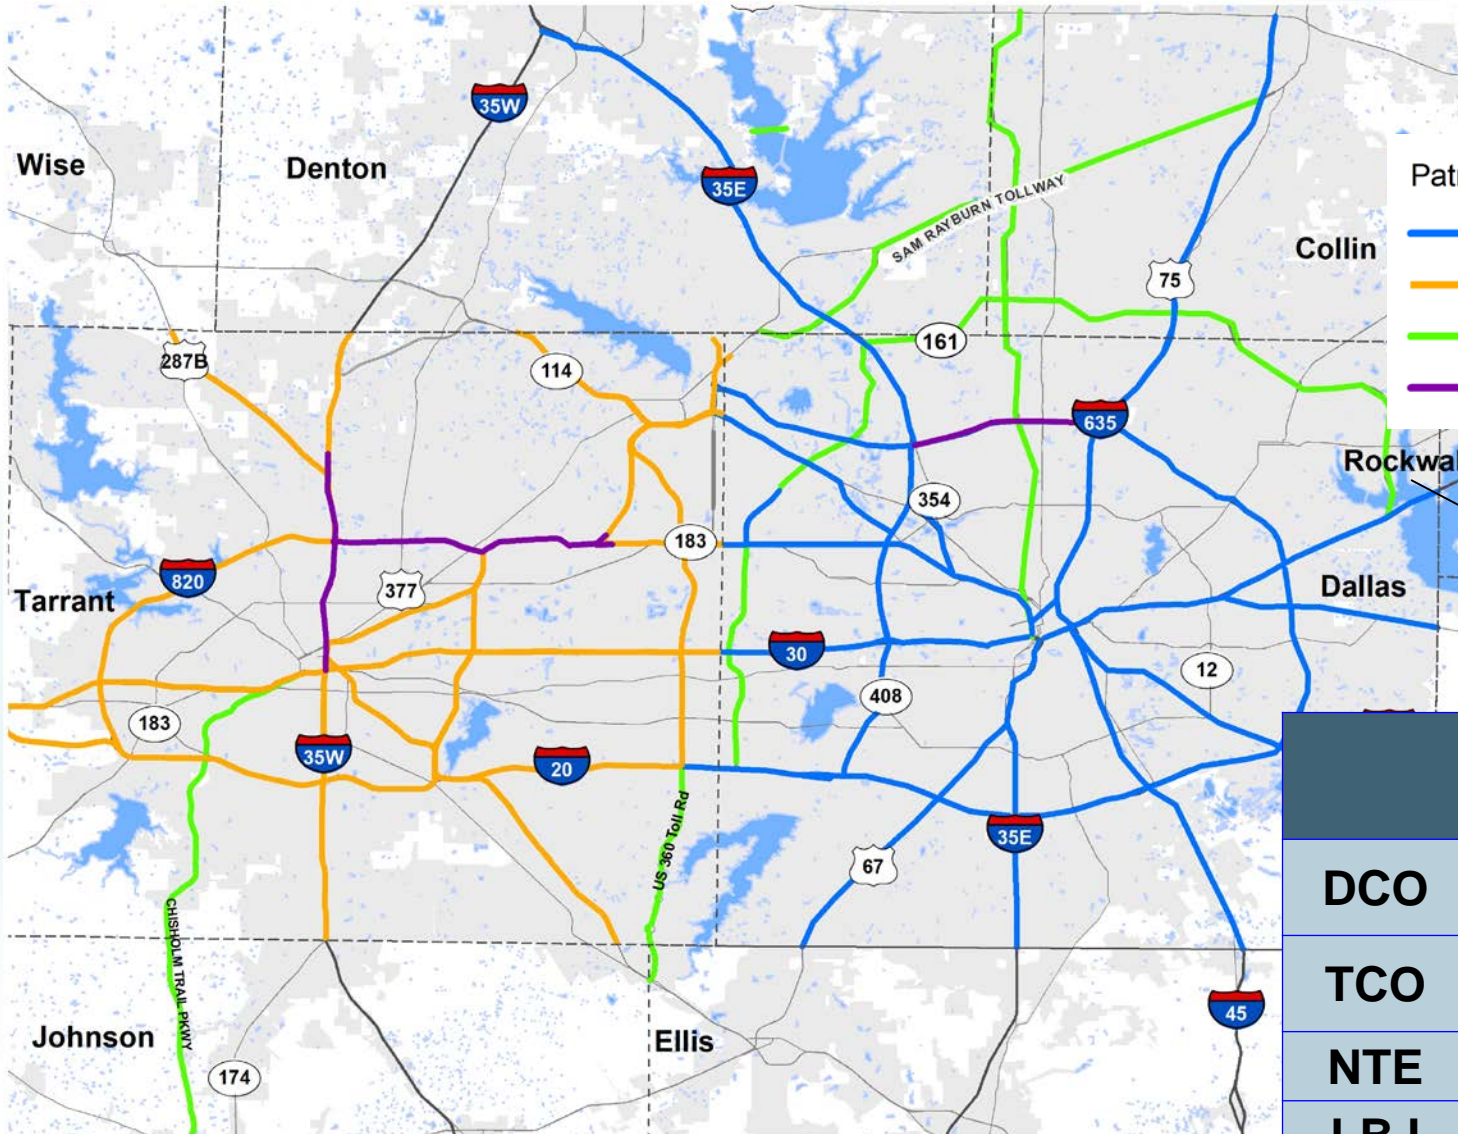 35W
Wise
Denton
35E
Patr
SAM RAYBURN TOLLWAY
Collin
75
287B
161
114
635
Rockwal
354
183
820
377
Tarrant
Dallas
30
12
408
183
35W
20
US 360 Toll Rd
35E
67
DCO
CHISHOLM TRAIL PKWY
TCO
45
Johnson
Ellis
NTE
174
LBJ